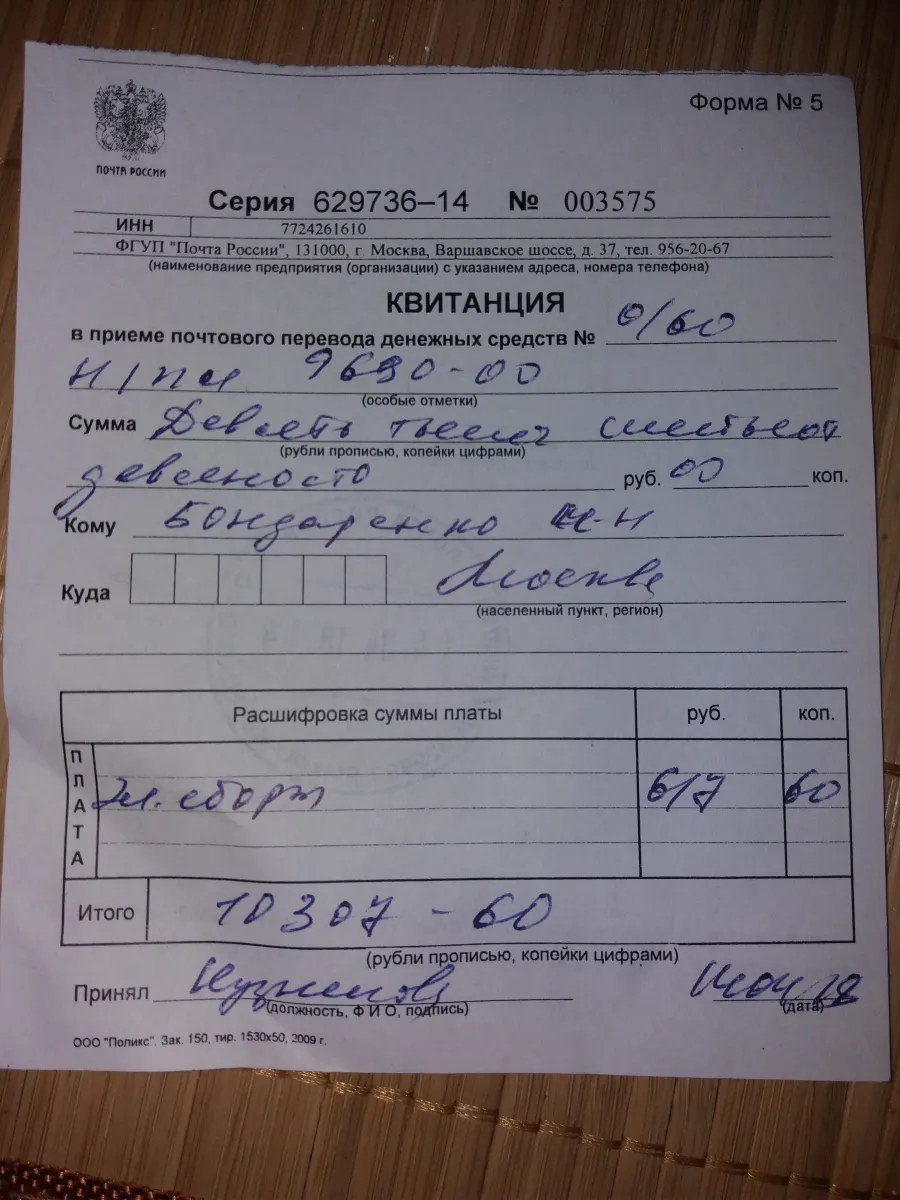 Форма № 5
ПОЧТА РОССИИ
Серия 629736–14 № 003575
ИНН 7724261610
ФГУП "Почта России", 131000, г. Москва, Варшавское шоссе, д. 37, тел. 956-20-67
(наименование предприятия (организации) с указанием адреса, номера телефона)
КВИТАНЦИЯ
в приеме почтового перевода денежных средств № 0/60
9690-00
(особые отметки)
Сумма Девять тысяч шестьсот
(рубли прописью, копейки цифрами)
девяносто руб. 00 коп.
Кому Бондаренко
Куда Москва
(населенный пункт, регион)
Расшифровка суммы платы руб. коп.
ПЛАТА
Эл. сбор 617 60
Итого 10307-60
(рубли прописью, копейки цифрами)
Принял
(должность, Ф И О, подпись) (дата)
ООО "Поликс". Зак. 150, тир. 1530х50, 2009 г.